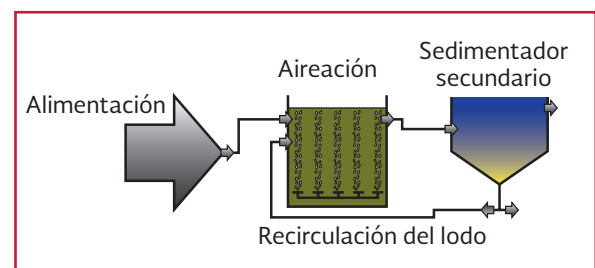 Alimentación
Aireación
Sedimentador
secundario
Recirculación del lodo